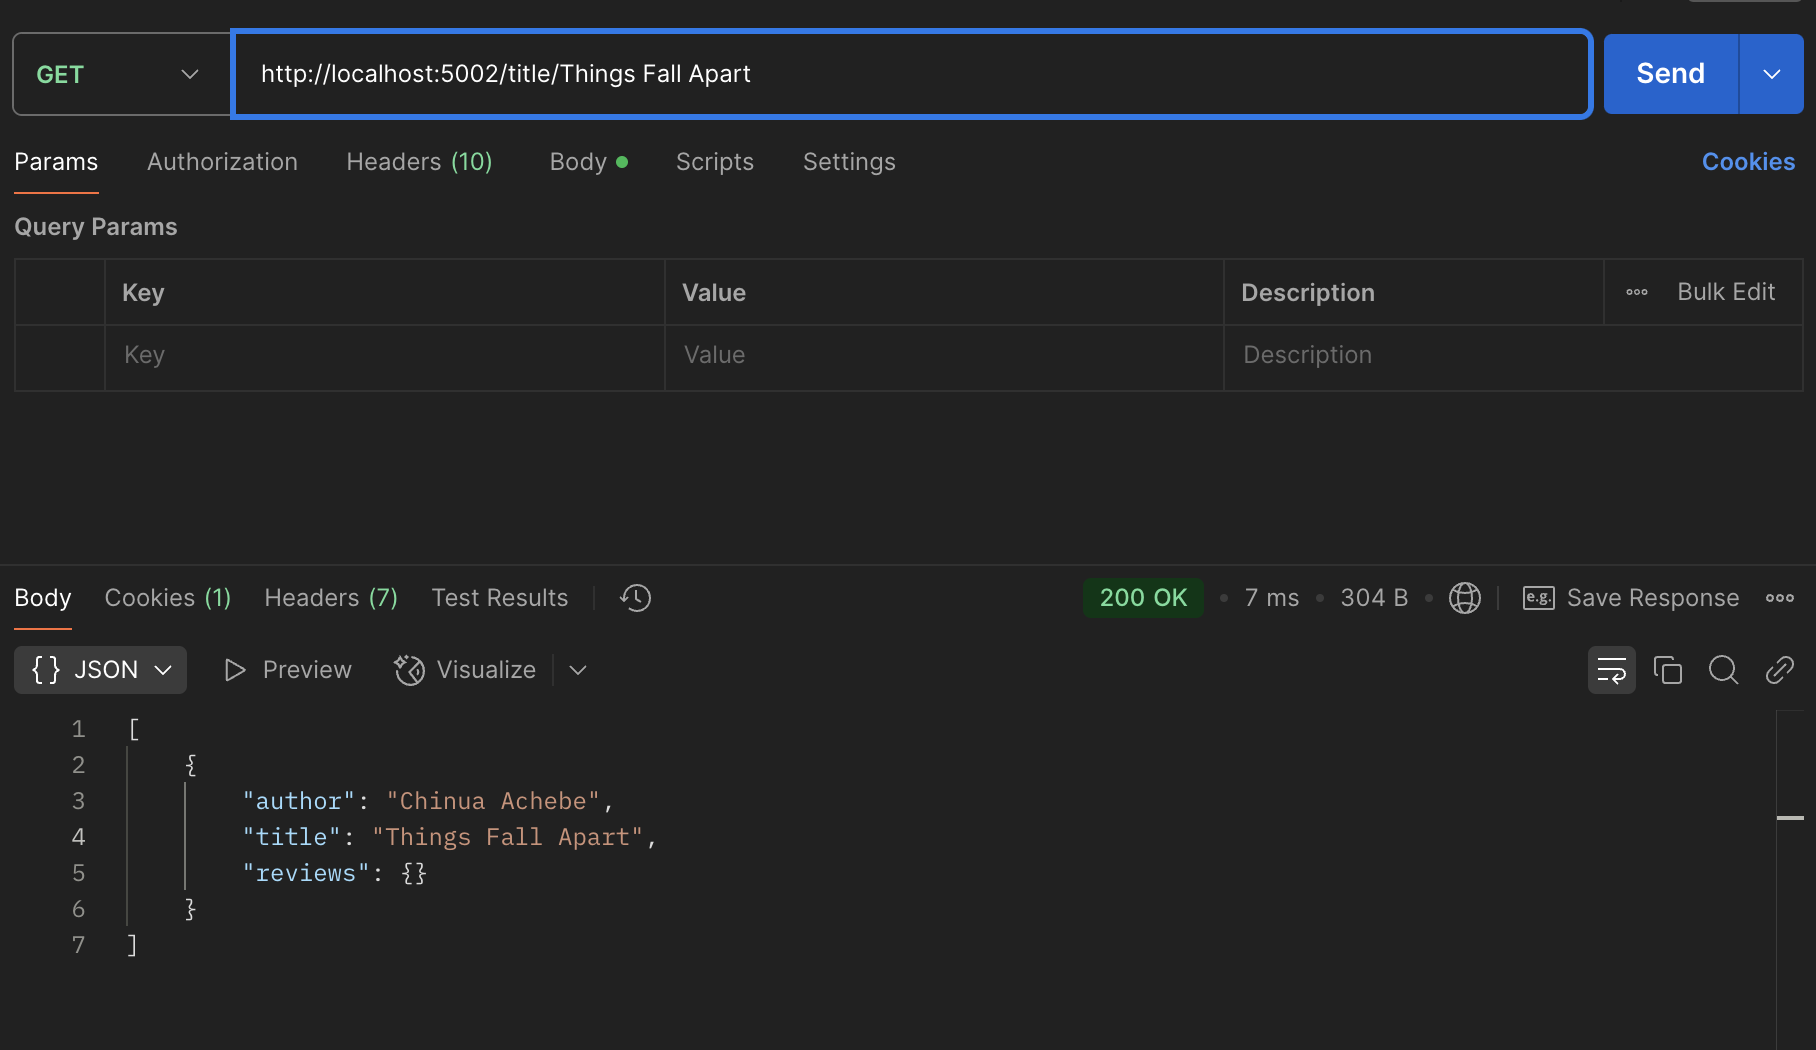 GET http://localhost:5002/title/Things Fall Apart Send
Params Authorization Headers (10) Body Scripts Settings Cookies
Query Params
Key Value Description Bulk Edit
Key Value Description
Body Cookies (1) Headers (7) Test Results 200 OK 7 ms 304 B e.g. Save Response
{} JSON Preview Visualize
1 [
2 {
3 "author": "Chinua Achebe",
4 "title": "Things Fall Apart",
5 "reviews": {}
6 }
7 ]